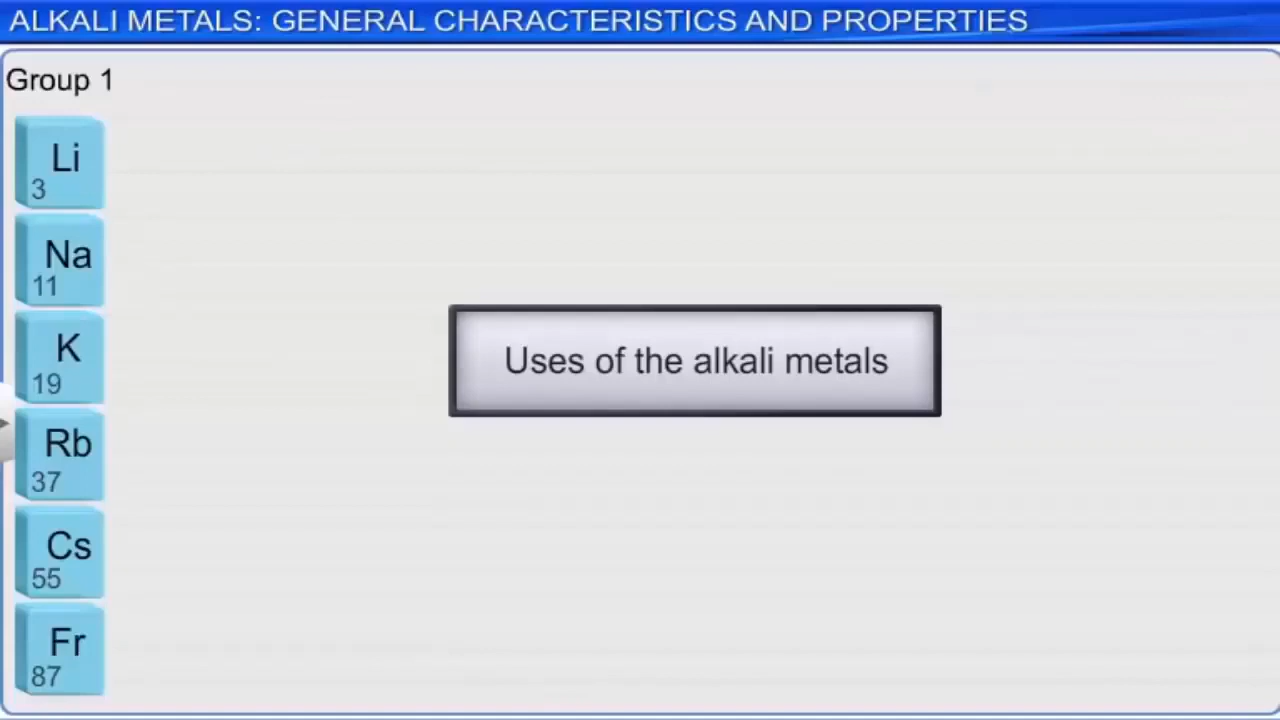 ALKALI METALS: GENERAL CHARACTERISTICS AND PROPERTIES
Group 1
Li
3
Na
11
K
19
Rb
37
Cs
55
Fr
87
Uses of the alkali metals